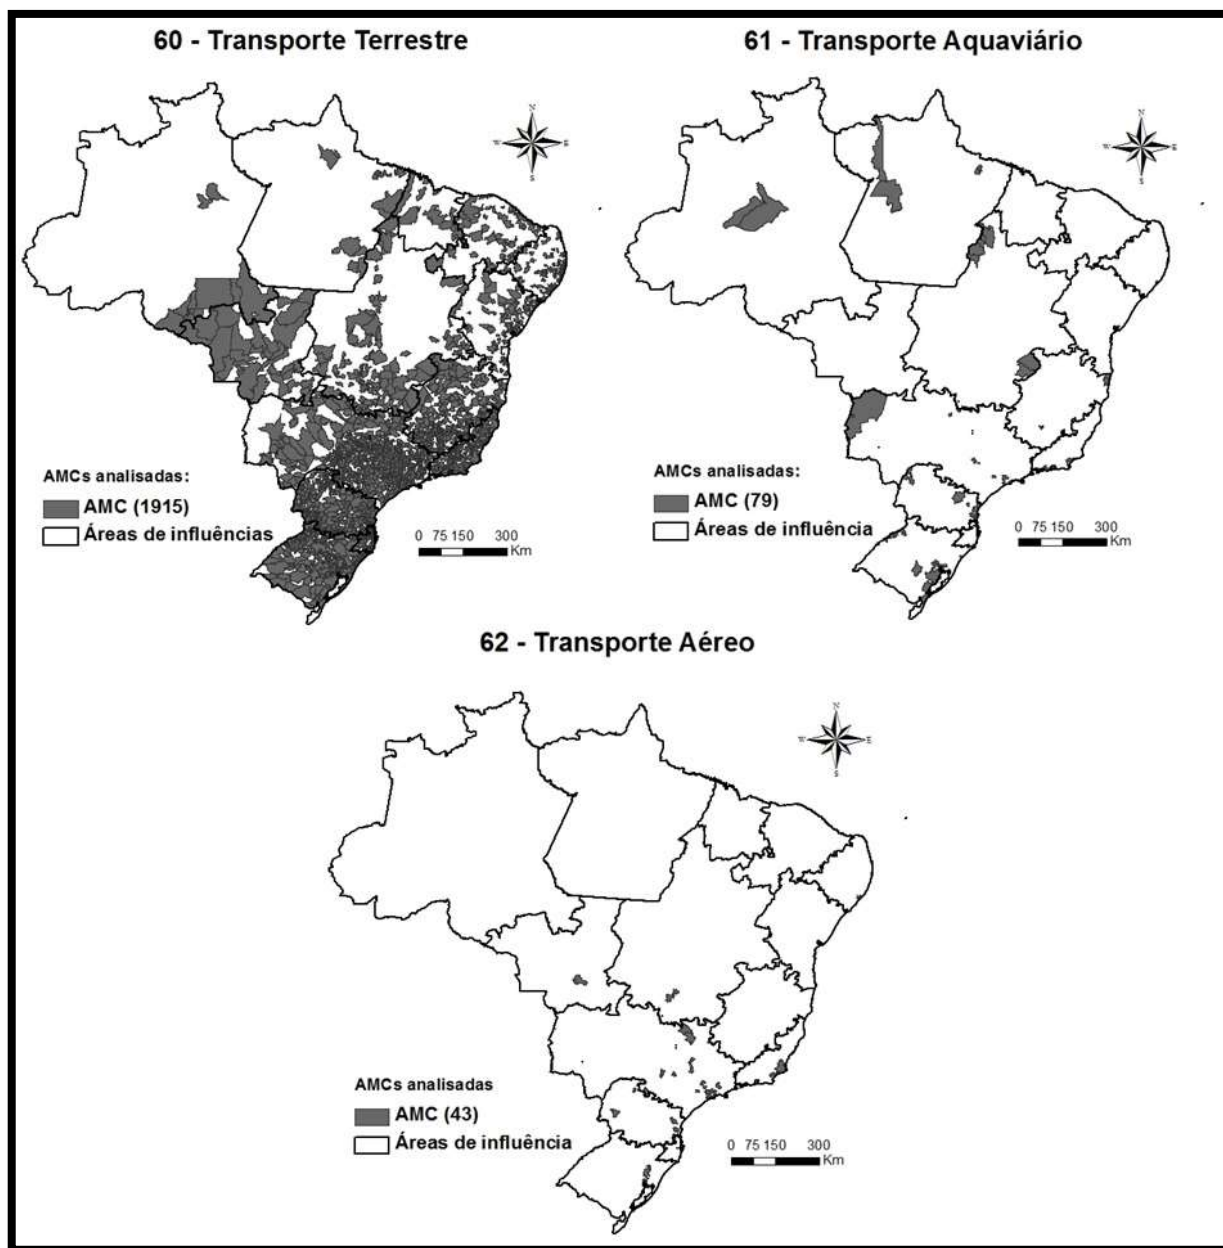 60 - Transporte Terrestre
N
W E
S
AMCs analisadas:
AMC (1915)
Áreas de influências
0 75 150 300
Km
61 - Transporte Aquaviário
N
W E
S
AMCs analisadas:
AMC (79)
Áreas de influência
0 75 150 300
Km
62 - Transporte Aéreo
N
W E
S
AMCs analisadas
AMC (43)
Áreas de influência
0 75 150 300
Km